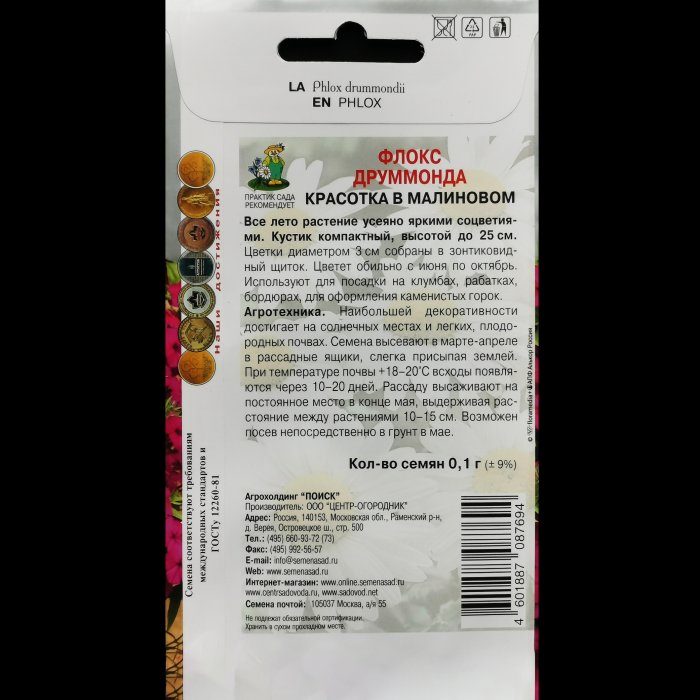 LA Phlox drummondii
EN PHLOX
ФЛОКС
ДРУММОНДА
КРАСОТКА В МАЛИНОВОМ
ПРАКТИК САДА
РЕКОМЕНДУЕТ
Все лето растение усеяно яркими соцветия-
ми. Кустик компактный, высотой до 25 см.
Цветки диаметром 3 см собраны в зонтиковид-
ный щиток. Цветет обильно с июня по октябрь.
Используют для посадки на клумбах, рабатках,
бордюрах, для оформления каменистых горок.
Агротехника. Наибольшей декоративности
достигает на солнечных местах и легких, плодо-
родных почвах. Семена высевают в марте-апреле
в рассадные ящики, слегка присыпая землей.
При температуре почвы +18–20°С всходы появля-
ются через 10–20 дней. Рассаду высаживают на
постоянное место в конце мая, выдерживая рас-
стояние между растениями 10–15 см. Возможен
посев непосредственно в грунт в мае.
Кол-во семян 0,1 г (± 9%)
Агрохолдинг "ПОИСК"
Производитель: ООО "ЦЕНТР-ОГОРОДНИК"
Адрес: Россия, 140153, Московская обл., Раменский р-н,
д. Верея, Островецкое ш., стр. 500
Тел.: (495) 660-93-72 (73)
Факс: (495) 992-56-57
E-mail: info@semenasad.ru
Web: www.semenasad.ru
Интернет-магазин: www.online.semenasad.ru
www.centrsadovoda.ru, www.sadovod.net
Семена почтой: 105037 Москва, а/я 55
Не подлежат обязательной сертификации.
Хранить в сухом прохладном месте.
наши достижения
Семена соответствуют требованиям
международных стандартов и
ГОСТу 12260-81
4 601887 087694
© floramedia • АПФ Алькор Россия